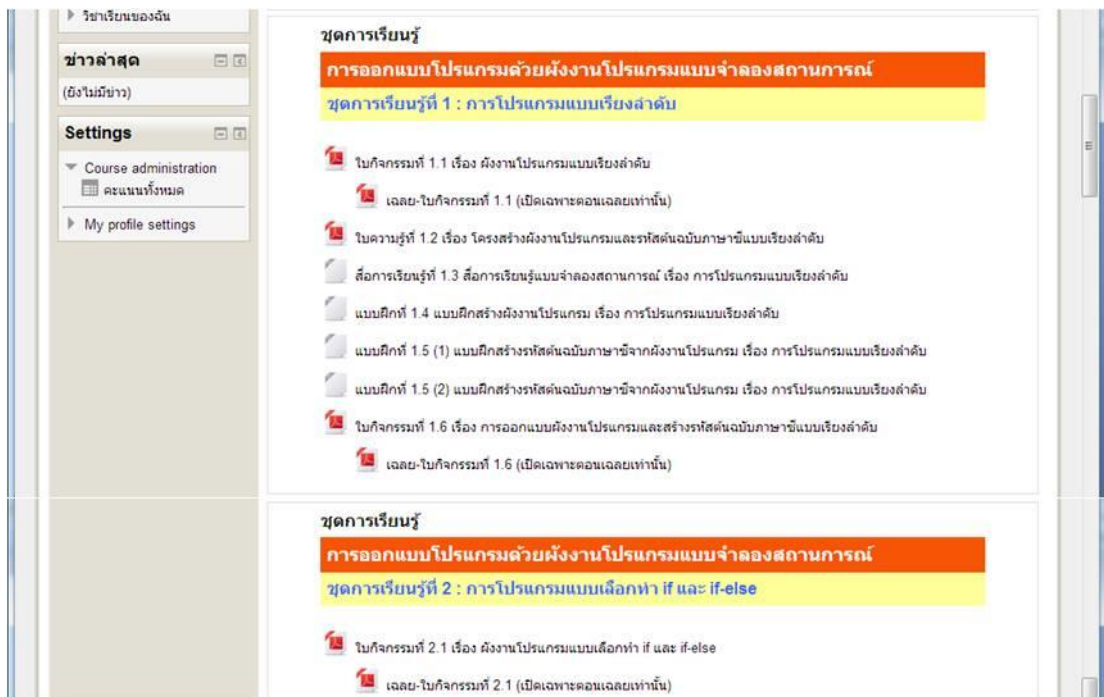 วิชาเรียนของฉัน
ข่าวล่าสุด
(ยังไม่มีข่าว)
Settings
Course administration
คะแนนทั้งหมด
My profile settings
ชุดการเรียนรู้
การออกแบบโปรแกรมด้วยผังงานโปรแกรมแบบจำลองสถานการณ์
ชุดการเรียนรู้ที่ 1 : การโปรแกรมแบบเรียงลำดับ
ใบกิจกรรมที่ 1.1 เรื่อง ผังงานโปรแกรมแบบเรียงลำดับ
เฉลย-ใบกิจกรรมที่ 1.1 (เปิดเฉพาะตอนเฉลยเท่านั้น)
ใบความรู้ที่ 1.2 เรื่อง โครงสร้างผังงานโปรแกรมและรหัสต้นฉบับภาษาซีแบบเรียงลำดับ
สื่อการเรียนรู้ที่ 1.3 สื่อการเรียนรู้แบบจำลองสถานการณ์ เรื่อง การโปรแกรมแบบเรียงลำดับ
แบบฝึกที่ 1.4 แบบฝึกสร้างผังงานโปรแกรม เรื่อง การโปรแกรมแบบเรียงลำดับ
แบบฝึกที่ 1.5 (1) แบบฝึกสร้างรหัสต้นฉบับภาษาซีจากผังงานโปรแกรม เรื่อง การโปรแกรมแบบเรียงลำดับ
แบบฝึกที่ 1.5 (2) แบบฝึกสร้างรหัสต้นฉบับภาษาซีจากผังงานโปรแกรม เรื่อง การโปรแกรมแบบเรียงลำดับ
ใบกิจกรรมที่ 1.6 เรื่อง การออกแบบผังงานโปรแกรมและสร้างรหัสต้นฉบับภาษาซีแบบเรียงลำดับ
เฉลย-ใบกิจกรรมที่ 1.6 (เปิดเฉพาะตอนเฉลยเท่านั้น)
ชุดการเรียนรู้
การออกแบบโปรแกรมด้วยผังงานโปรแกรมแบบจำลองสถานการณ์
ชุดการเรียนรู้ที่ 2 : การโปรแกรมแบบเลือกทำ if และ if-else
ใบกิจกรรมที่ 2.1 เรื่อง ผังงานโปรแกรมแบบเลือกทำ if และ if-else
เฉลย-ใบกิจกรรมที่ 2.1 (เปิดเฉพาะตอนเฉลยเท่านั้น)